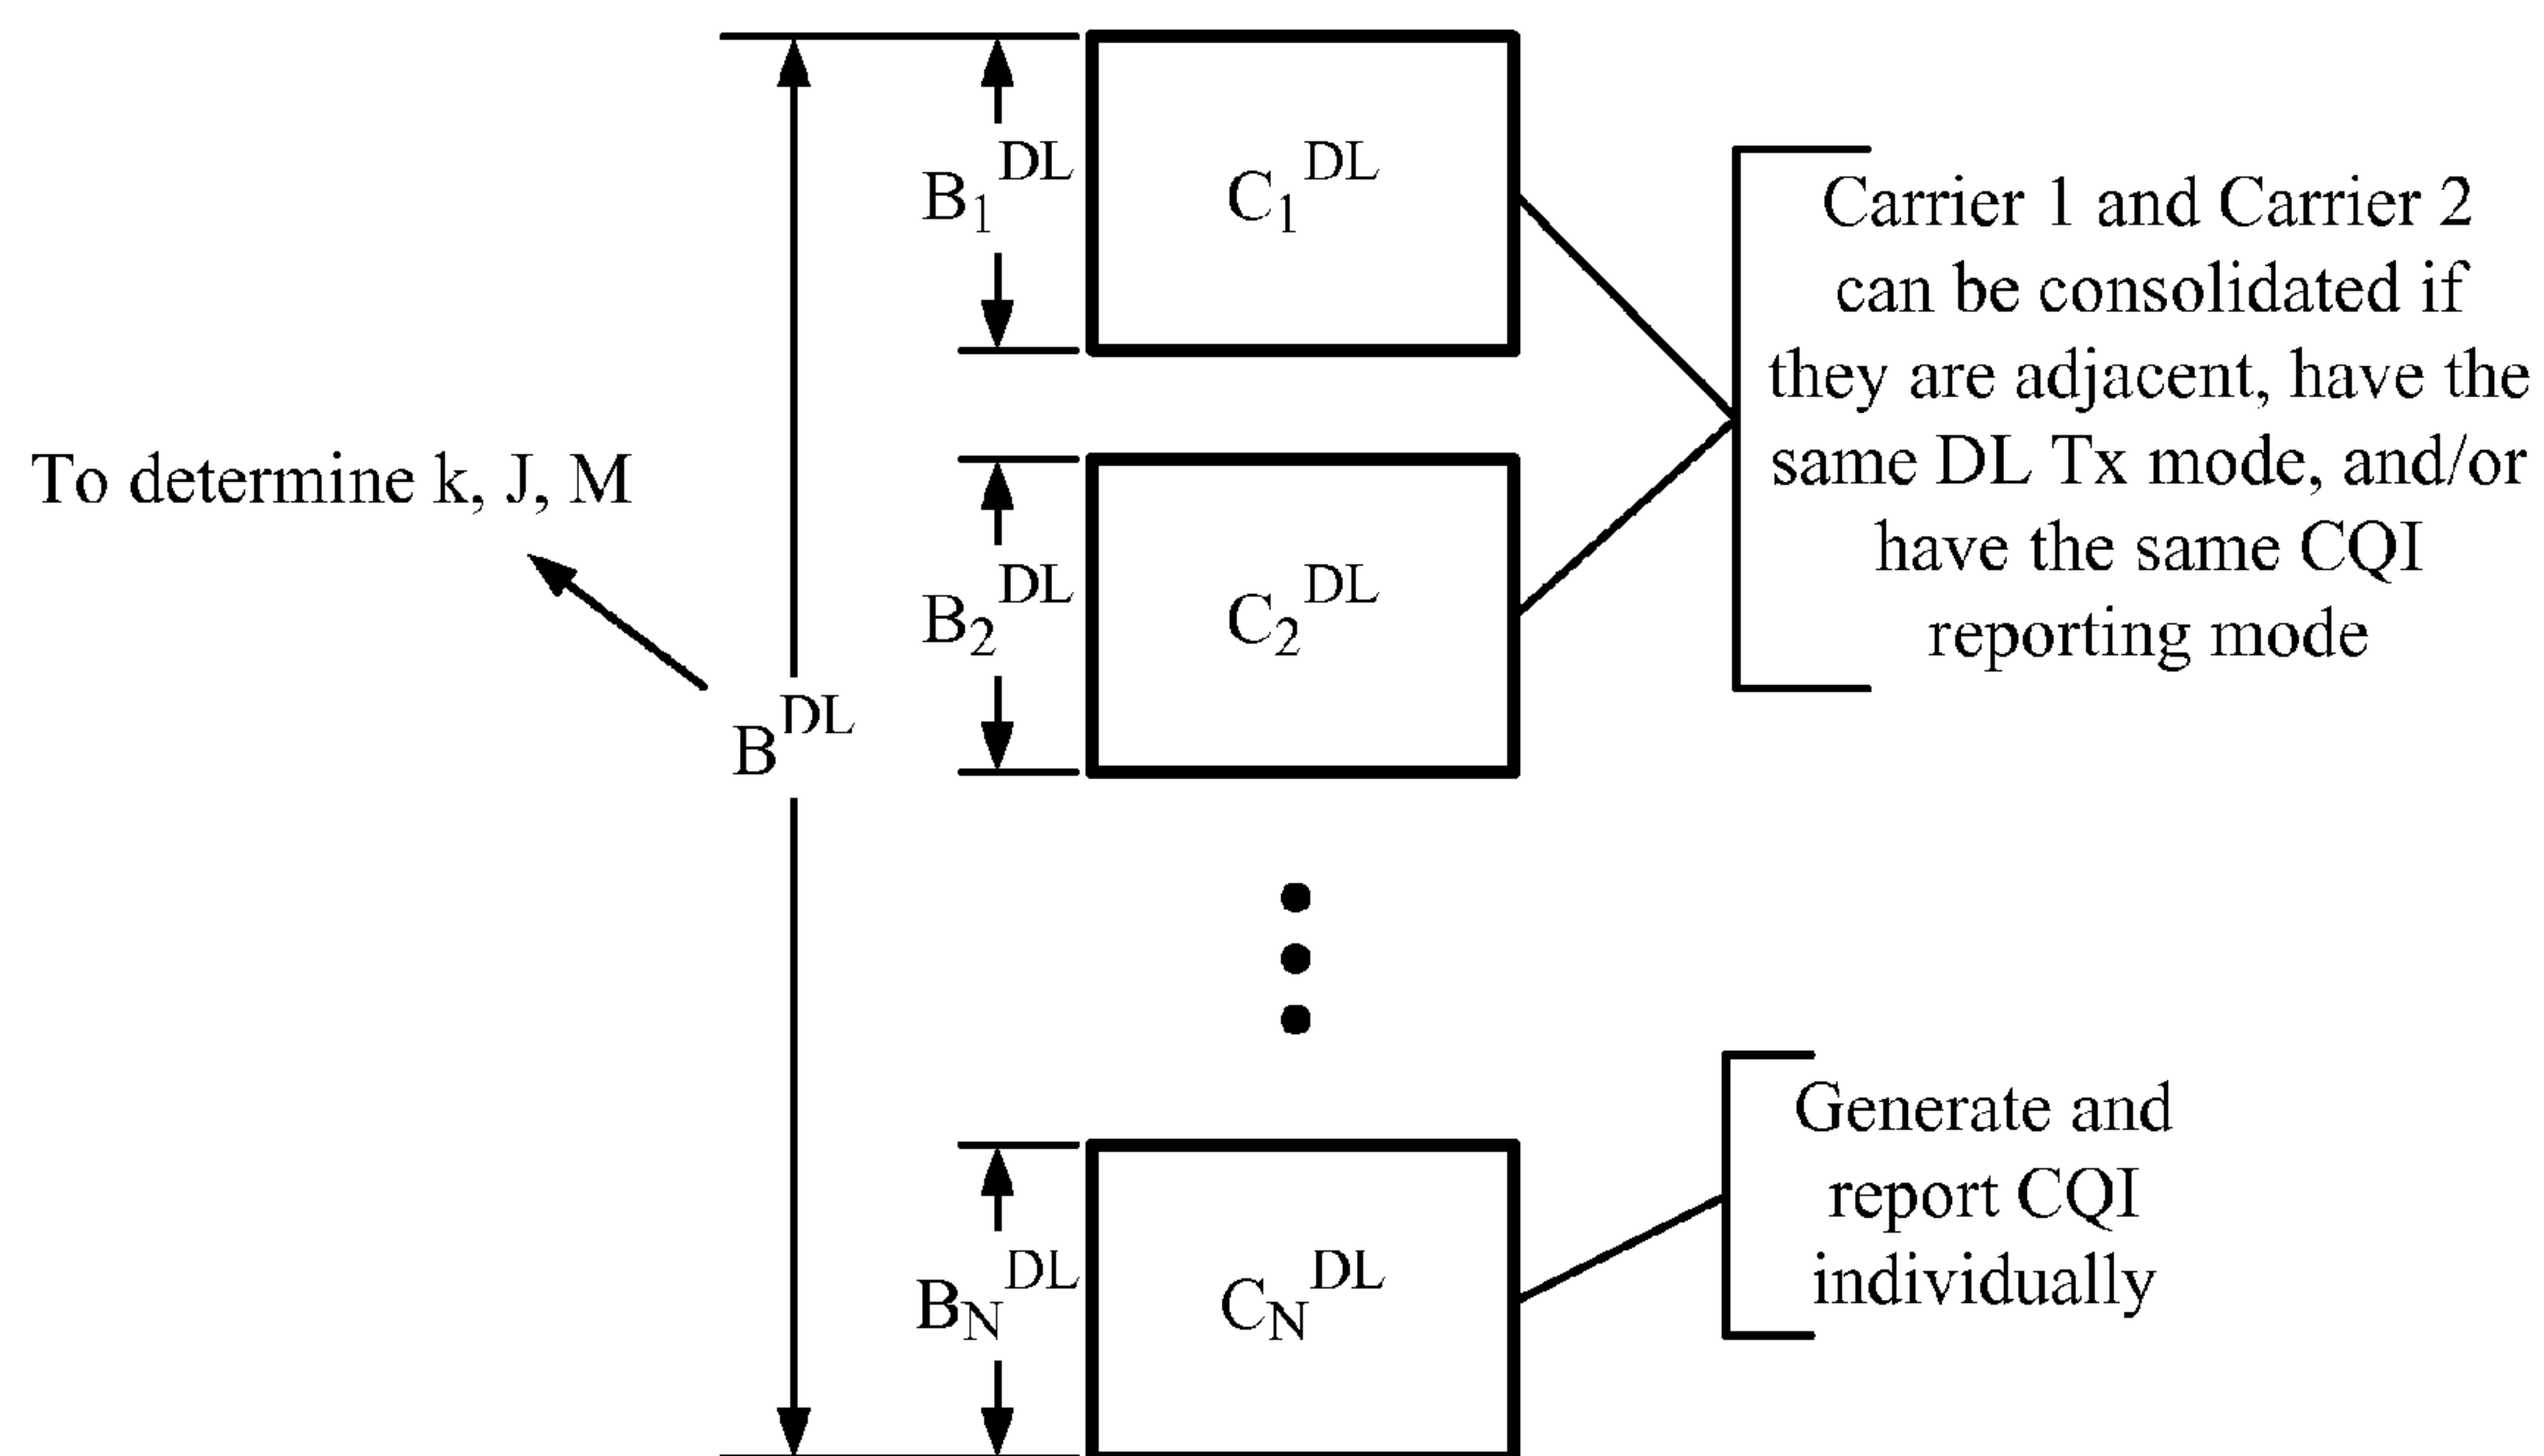 B₁ᴰᴸ
C₁ᴰᴸ
Carrier 1 and Carrier 2
can be consolidated if
they are adjacent, have the
same DL Tx mode, and/or
have the same CQI
reporting mode
To determine k, J, M
B₂ᴰᴸ
C₂ᴰᴸ
Bᴰᴸ
Generate and
report CQI
individually
B_Nᴰᴸ
C_Nᴰᴸ